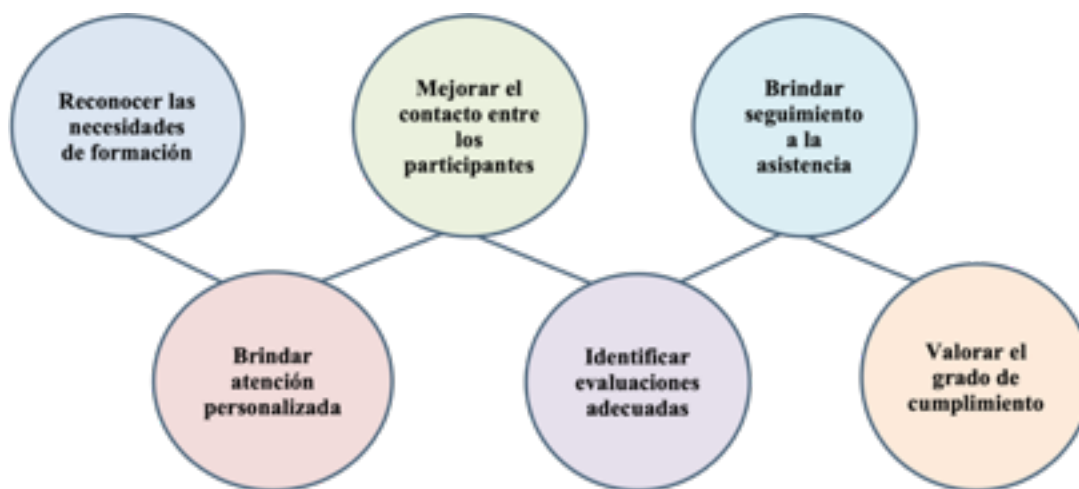 Reconocer las
necesidades
de formación
Mejorar el
contacto entre
los
participantes
Brindar
seguimiento
a la
asistencia
Brindar
atención
personalizada
Identificar
evaluaciones
adecuadas
Valorar el
grado de
cumplimiento